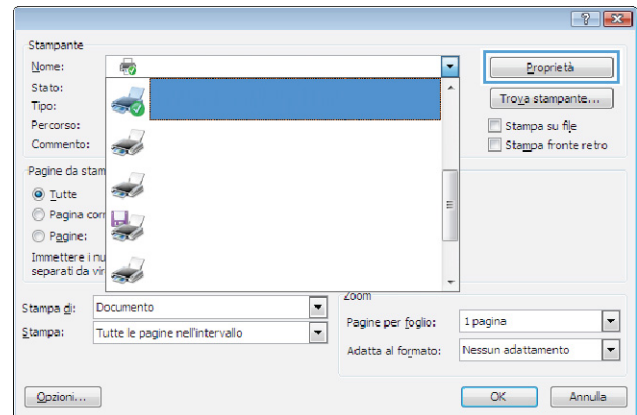 Stampante
Nome:
Proprietà
Stato:
Tipo:
Trova stampante...
Percorso:
Stampa su file
Commento:
Stampa fronte retro
Pagine da stam
Tutte
Pagina corr
Pagine:
Immettere i nu
separati da vir
Zoom
Stampa di: Documento
Pagine per foglio: 1 pagina
Stampa: Tutte le pagine nell'intervallo
Adatta al formato: Nessun adattamento
Opzioni...
OK Annulla